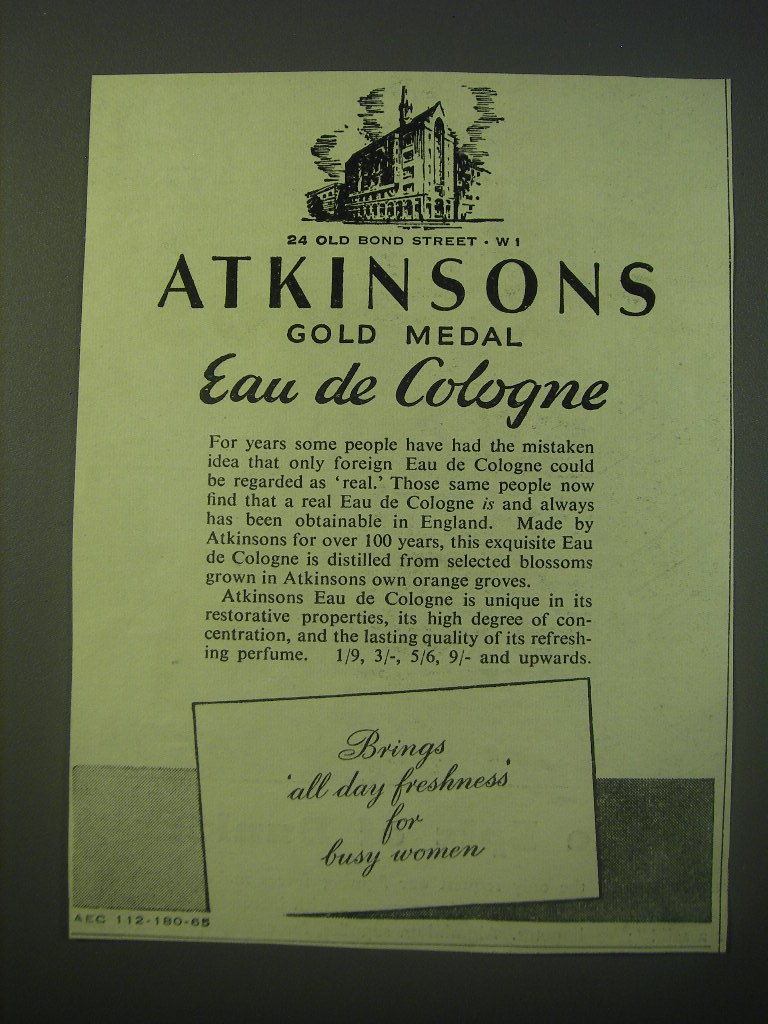 24 OLD BOND STREET · W1
ATKINSONS
GOLD MEDAL
Eau de Cologne
For years some people have had the mistaken
idea that only foreign Eau de Cologne could
be regarded as ‘real.’ Those same people now
find that a real Eau de Cologne is and always
has been obtainable in England. Made by
Atkinsons for over 100 years, this exquisite Eau
de Cologne is distilled from selected blossoms
grown in Atkinsons own orange groves.
Atkinsons Eau de Cologne is unique in its
restorative properties, its high degree of con-
centration, and the lasting quality of its refresh-
ing perfume. 1/9, 3/-, 5/6, 9/- and upwards.
Brings
‘all day freshness’
for
busy women
AEC 112-180-65